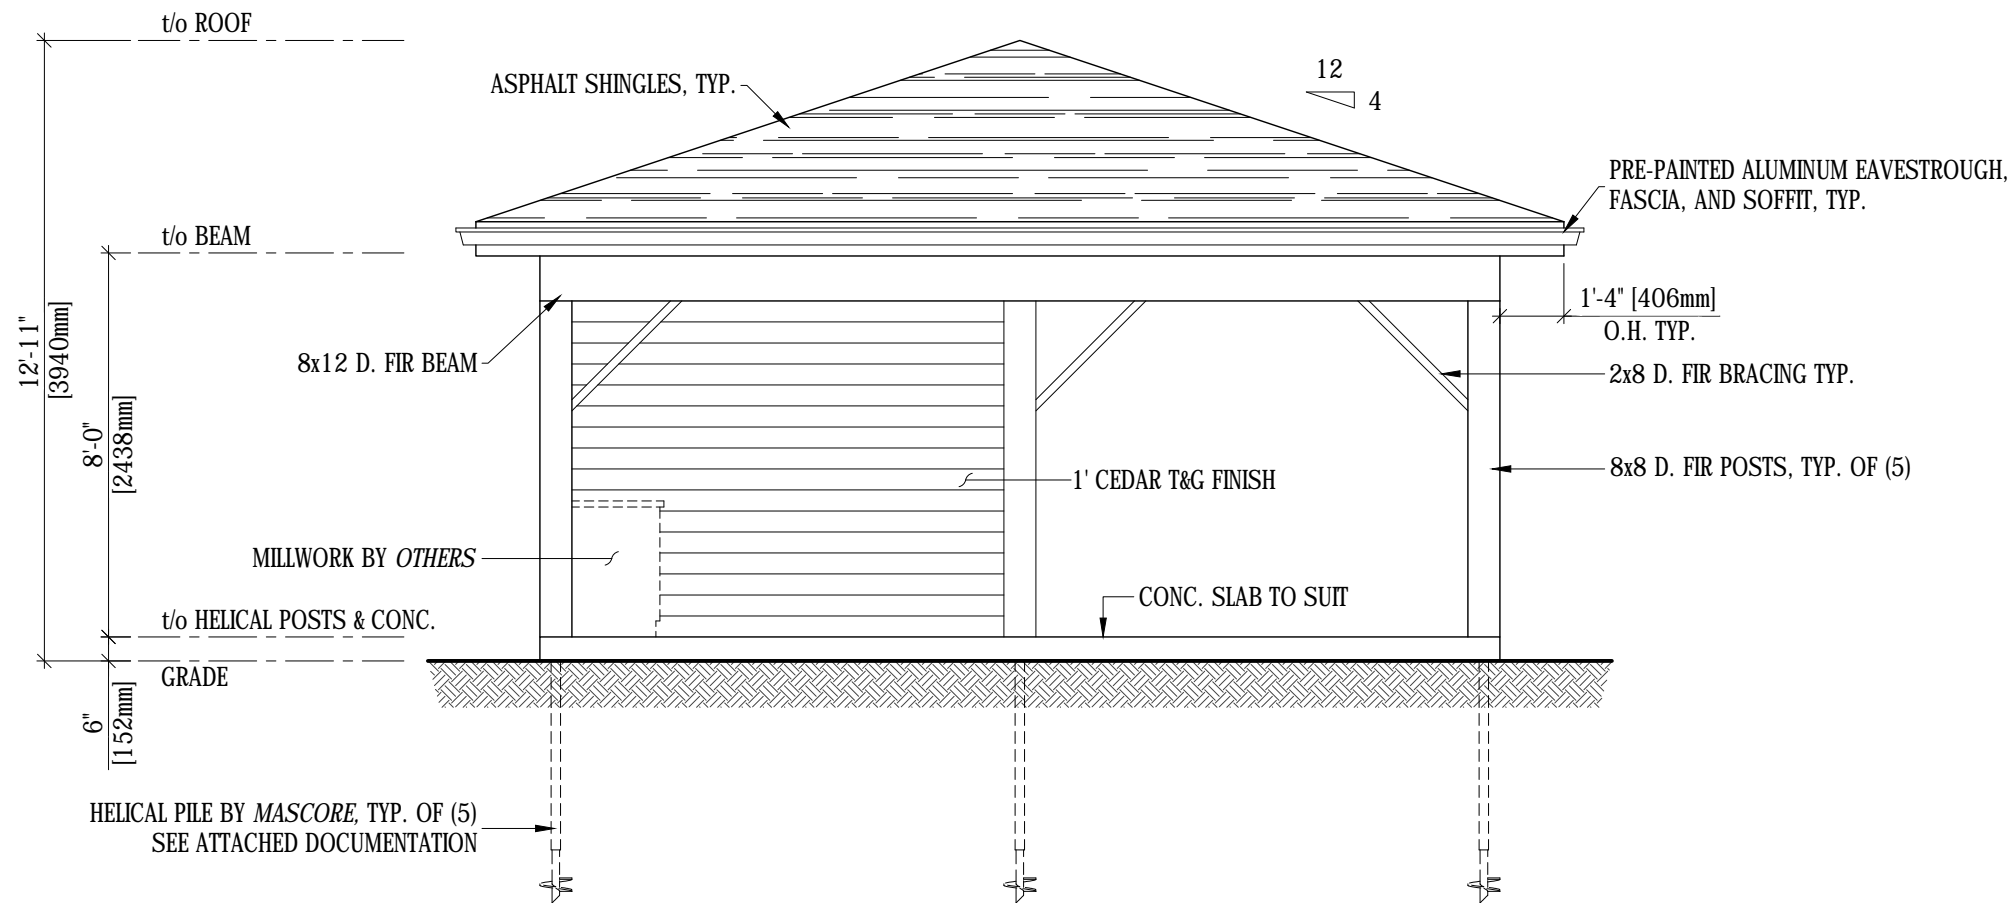 t/o ROOF
ASPHALT SHINGLES, TYP.
12
4
PRE-PAINTED ALUMINUM EAVESTROUGH,
FASCIA, AND SOFFIT, TYP.
t/o BEAM
1'-4" [406mm]
O.H. TYP.
12'-11"
[3940mm]
8x12 D. FIR BEAM
2x8 D. FIR BRACING TYP.
8'-0"
[2438mm]
8x8 D. FIR POSTS, TYP. OF (5)
1' CEDAR T&G FINISH
MILLWORK BY OTHERS
CONC. SLAB TO SUIT
t/o HELICAL POSTS & CONC.
GRADE
6"
[152mm]
HELICAL PILE BY MASCORE, TYP. OF (5)
SEE ATTACHED DOCUMENTATION